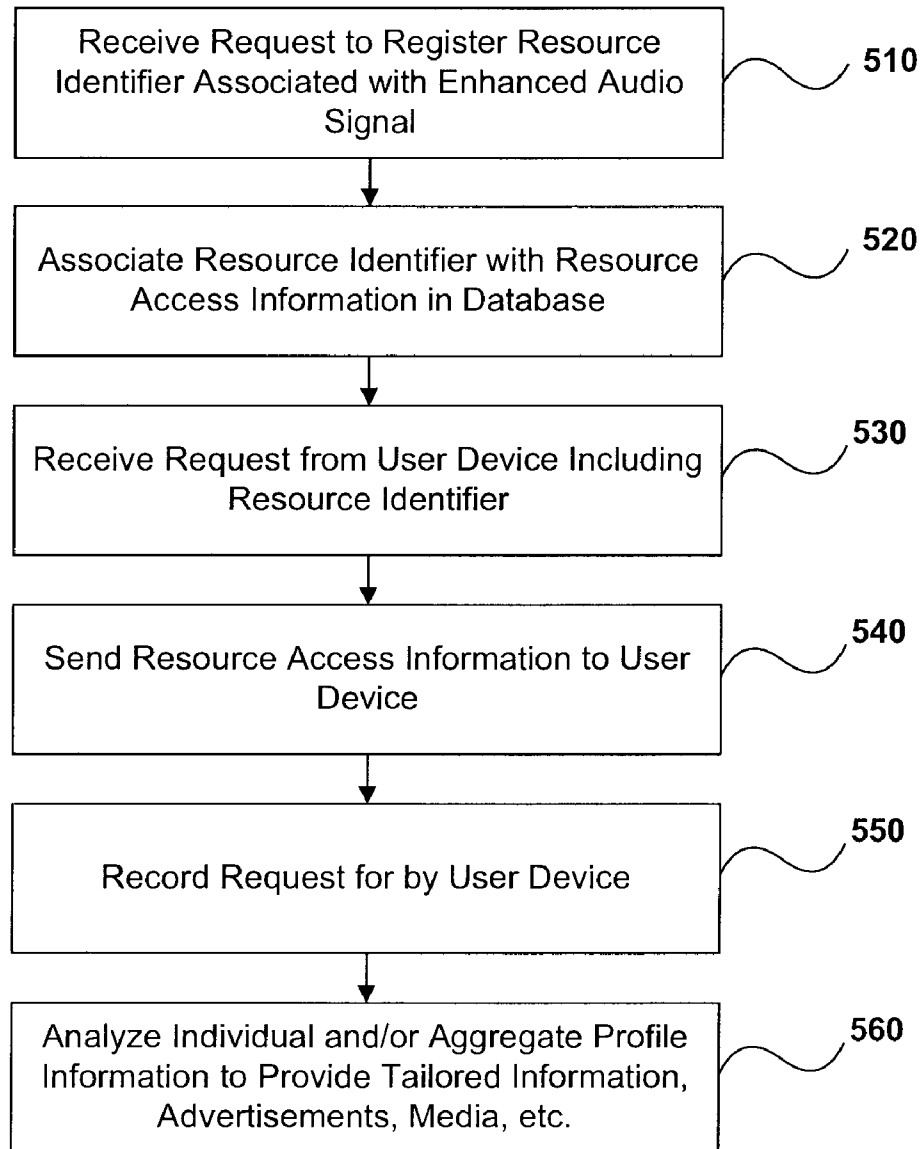 Receive Request to Register Resource
Identifier Associated with Enhanced Audio
Signal
510
Associate Resource Identifier with Resource
Access Information in Database
520
Receive Request from User Device Including
Resource Identifier
530
Send Resource Access Information to User
Device
540
Record Request for by User Device
550
Analyze Individual and/or Aggregate Profile
Information to Provide Tailored Information,
Advertisements, Media, etc.
560